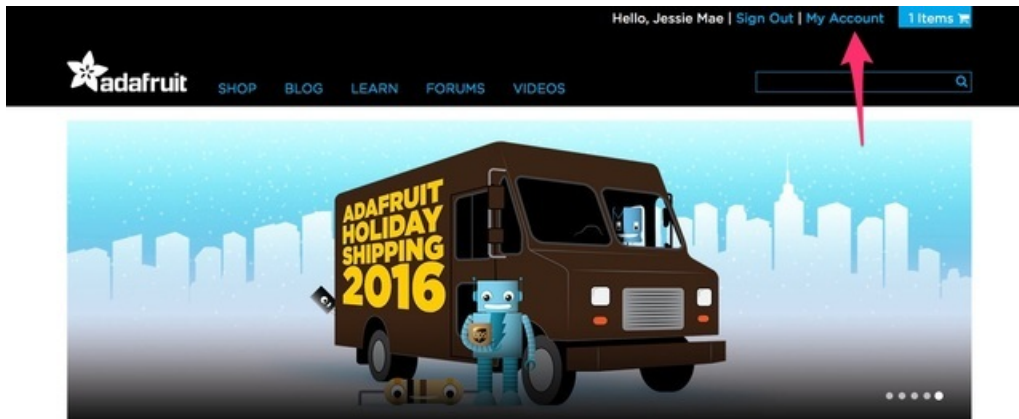 Hello, Jessie Mae | Sign Out | My Account 1 Items
adafruit SHOP BLOG LEARN FORUMS VIDEOS
ADAFRUIT
HOLIDAY
SHIPPING
2016
ups